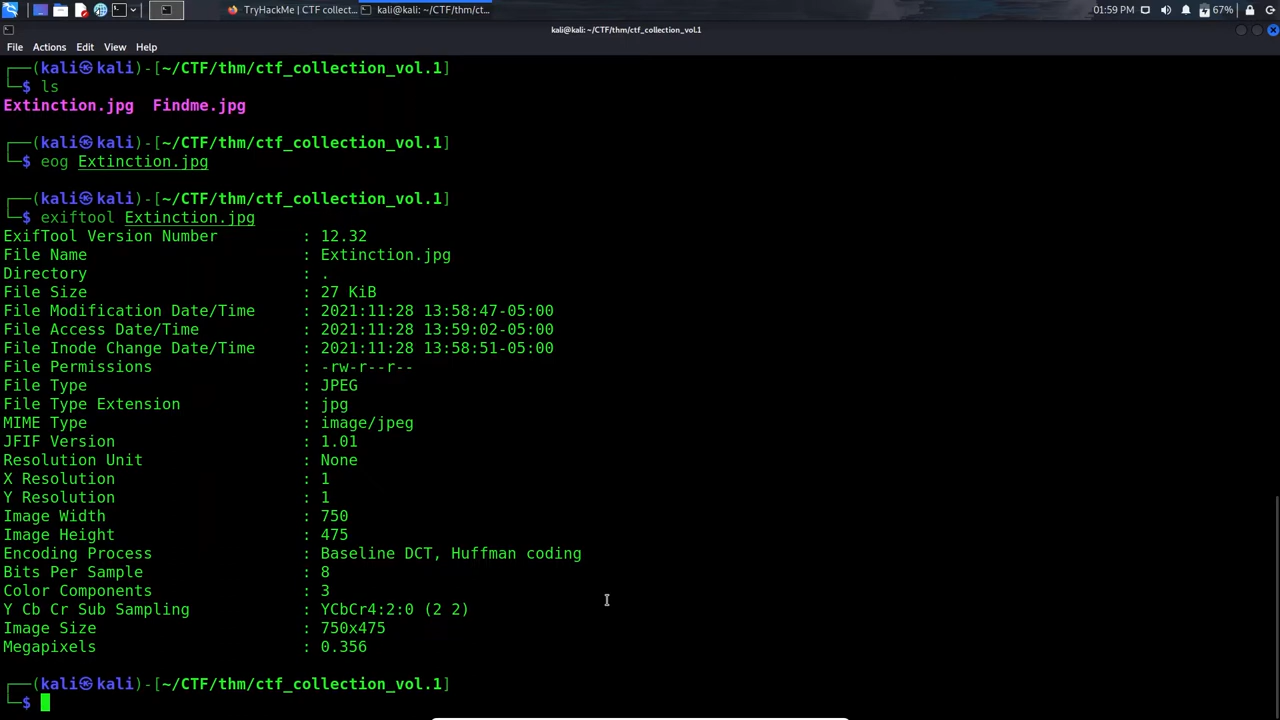 TryHackMe | CTF collect...
kali@kali: ~/CTF/thm/ct...
01:59 PM
67%
kali@kali: ~/CTF/thm/ctf_collection_vol.1
File Actions Edit View Help
┌──(kali㉿kali)-[~/CTF/thm/ctf_collection_vol.1]
└─$ ls
Extinction.jpg Findme.jpg
┌──(kali㉿kali)-[~/CTF/thm/ctf_collection_vol.1]
└─$ eog Extinction.jpg
┌──(kali㉿kali)-[~/CTF/thm/ctf_collection_vol.1]
└─$ exiftool Extinction.jpg
ExifTool Version Number : 12.32
File Name : Extinction.jpg
Directory : .
File Size : 27 KiB
File Modification Date/Time : 2021:11:28 13:58:47-05:00
File Access Date/Time : 2021:11:28 13:59:02-05:00
File Inode Change Date/Time : 2021:11:28 13:58:51-05:00
File Permissions : -rw-r--r--
File Type : JPEG
File Type Extension : jpg
MIME Type : image/jpeg
JFIF Version : 1.01
Resolution Unit : None
X Resolution : 1
Y Resolution : 1
Image Width : 750
Image Height : 475
Encoding Process : Baseline DCT, Huffman coding
Bits Per Sample : 8
Color Components : 3
Y Cb Cr Sub Sampling : YCbCr4:2:0 (2 2)
Image Size : 750x475
Megapixels : 0.356
┌──(kali㉿kali)-[~/CTF/thm/ctf_collection_vol.1]
└─$